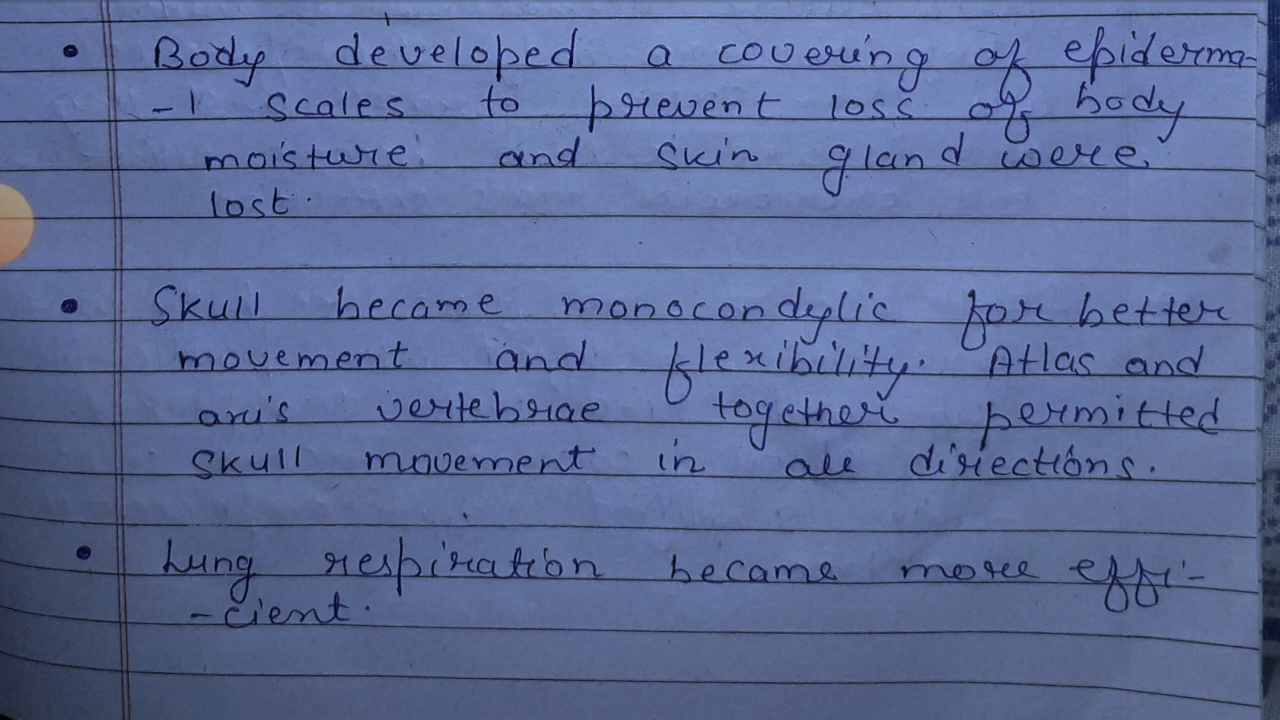 • Body developed a covering of epiderma-
-l scales to prevent loss of body
moisture and skin gland were
lost.
• Skull became monocondylic for better
movement and flexibility. Atlas and
axis vertebrae together permitted
skull movement in all directions.
• Lung respiration became more effi-
-cient.